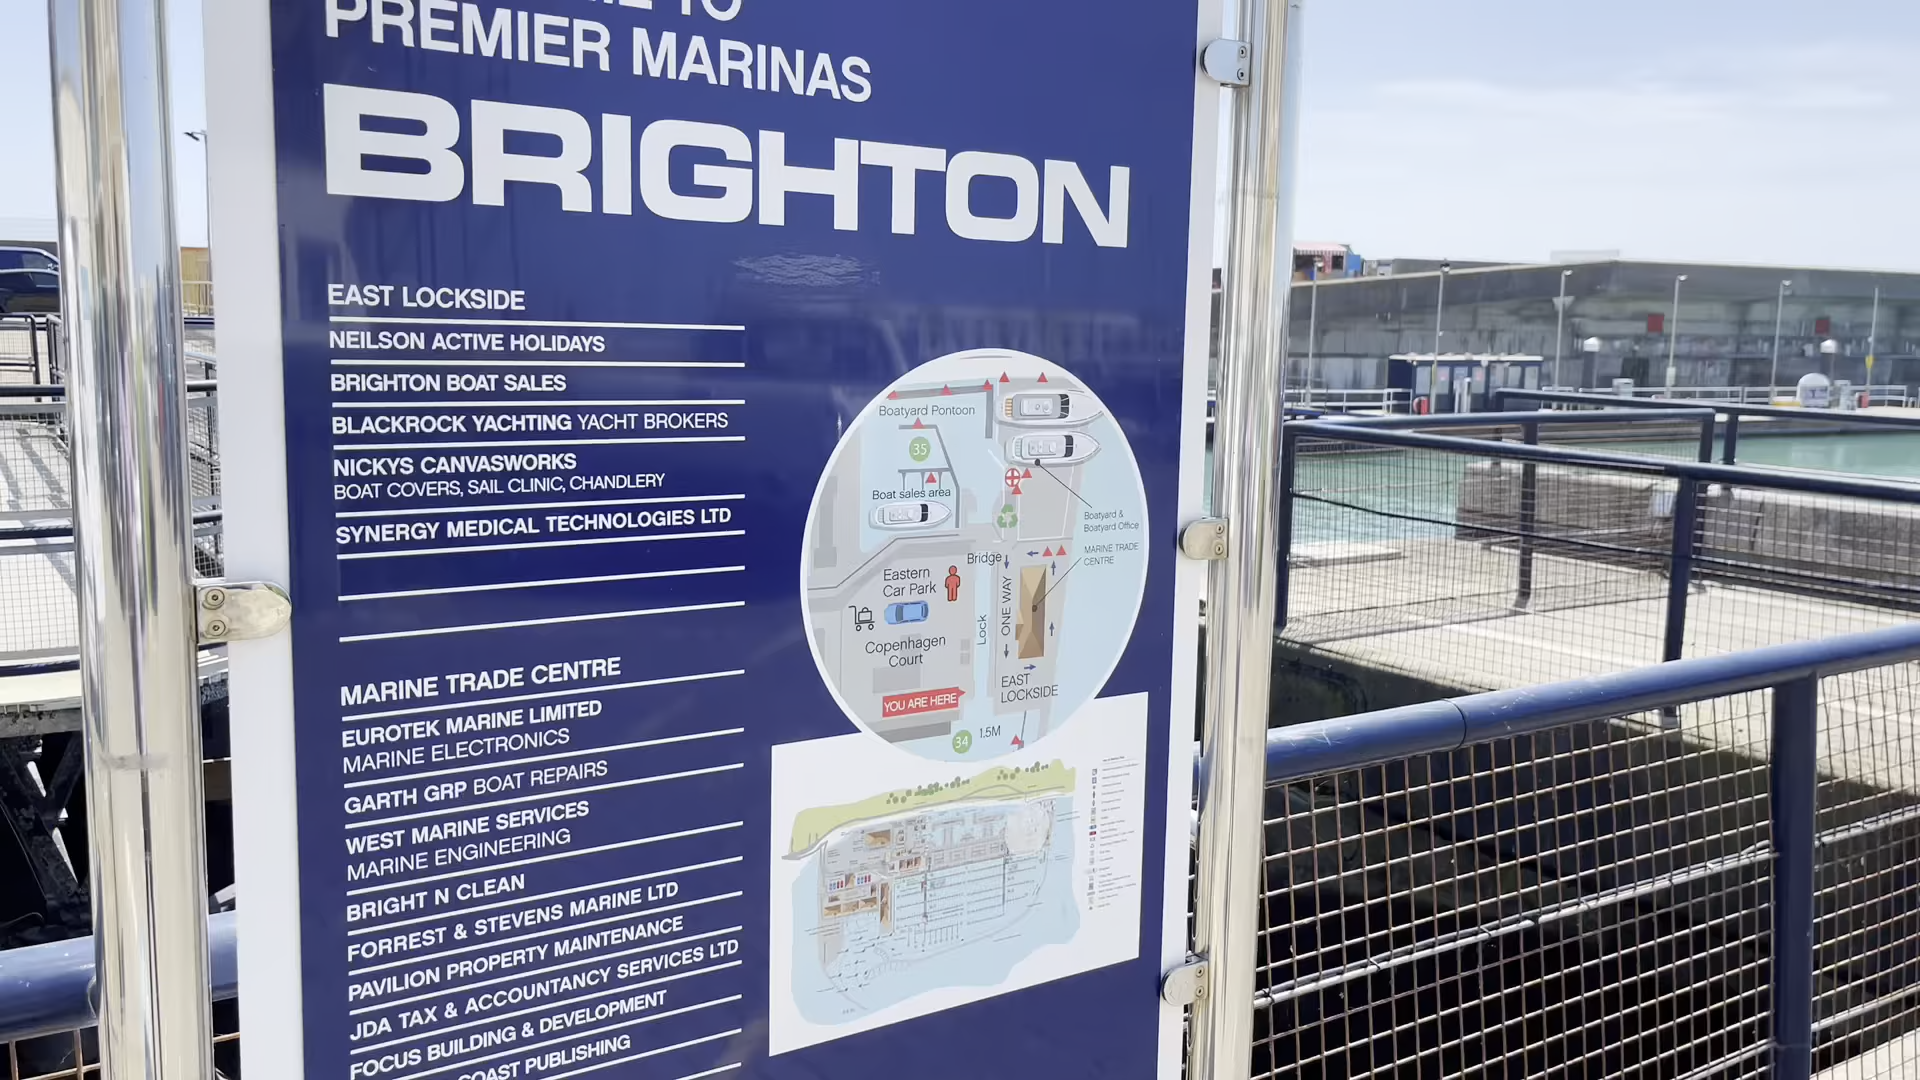 TO
PREMIER MARINAS
BRIGHTON
EAST LOCKSIDE
NEILSON ACTIVE HOLIDAYS
BRIGHTON BOAT SALES
BLACKROCK YACHTING YACHT BROKERS
NICKYS CANVASWORKS
BOAT COVERS, SAIL CLINIC, CHANDLERY
SYNERGY MEDICAL TECHNOLOGIES LTD
MARINE TRADE CENTRE
EUROTEK MARINE LIMITED
MARINE ELECTRONICS
GARTH GRP BOAT REPAIRS
WEST MARINE SERVICES
MARINE ENGINEERING
BRIGHT N CLEAN
FORREST & STEVENS MARINE LTD
PAVILION PROPERTY MAINTENANCE
JDA TAX & ACCOUNTANCY SERVICES LTD
FOCUS BUILDING & DEVELOPMENT
COAST PUBLISHING
Boatyard Pontoon
35
Boat sales area
Boatyard &
Boatyard Office
Bridge
MARINE TRADE
CENTRE
Eastern
Car Park
ONE WAY
Lock
Copenhagen
Court
EAST
LOCKSIDE
YOU ARE HERE
34
1.5M